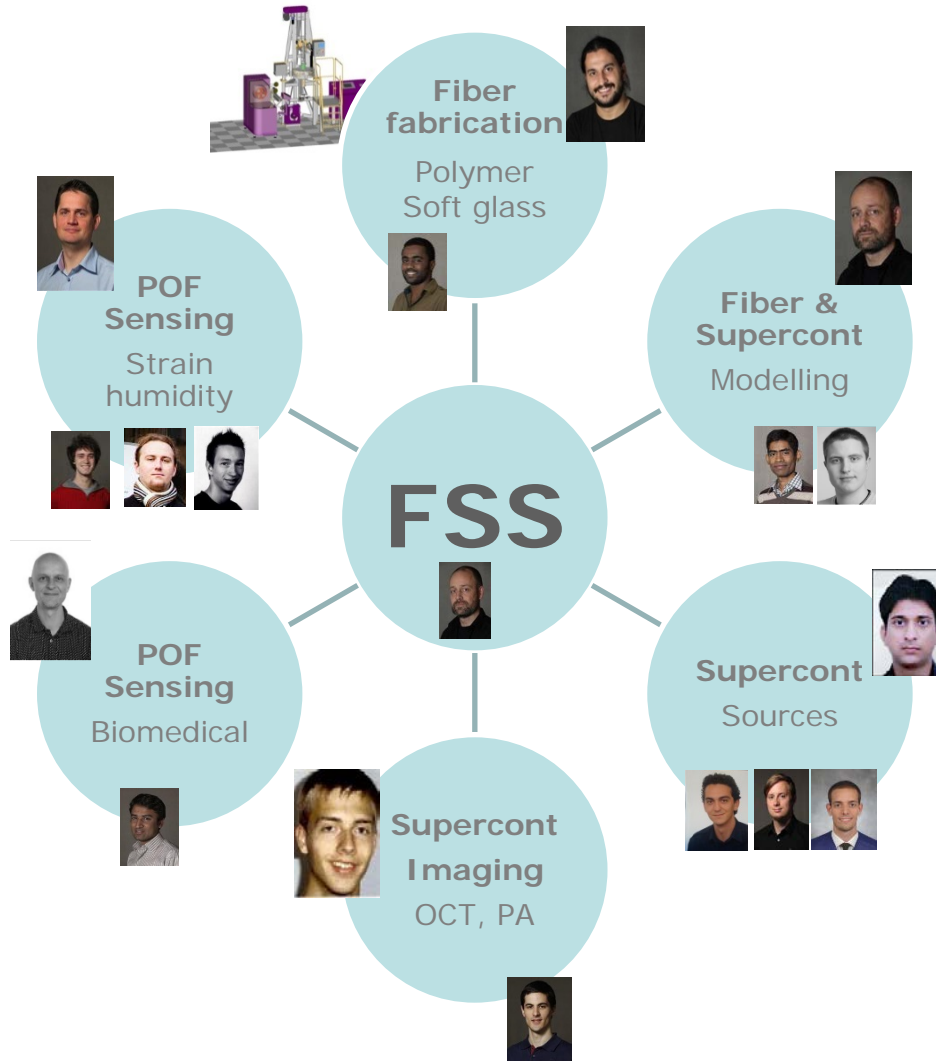 Fiber
fabrication
Polymer
Soft glass
POF
Sensing
Strain
humidity
Fiber &
Supercont
Modelling
FSS
POF
Sensing
Biomedical
Supercont
Sources
Supercont
Imaging
OCT, PA